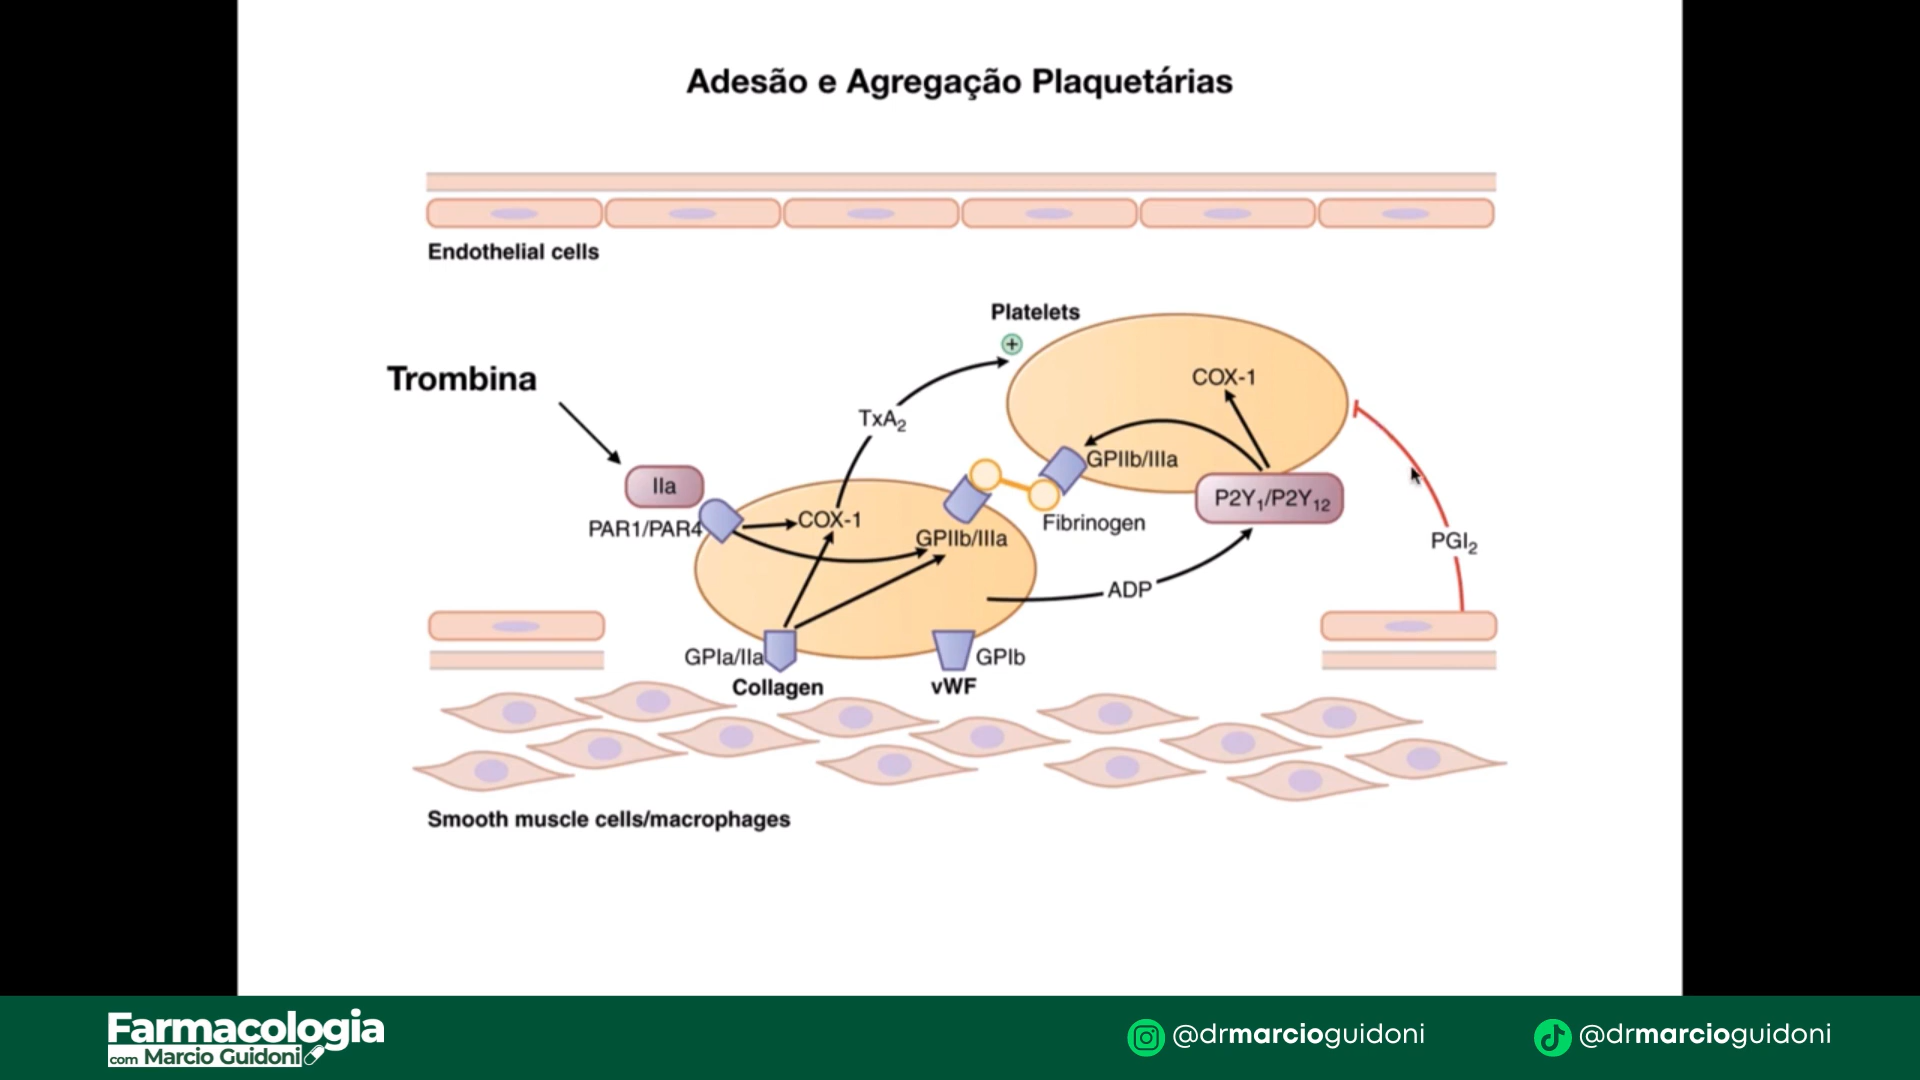 Adesão e Agregação Plaquetárias
Endothelial cells
Platelets
+
Trombina
COX-1
TxA₂
GPIIb/IIIa
IIa
P2Y₁/P2Y₁₂
PAR1/PAR4
COX-1
Fibrinogen
GPIIb/IIIa
PGI₂
ADP
GPIa/IIa
GPIb
Collagen
vWF
Smooth muscle cells/macrophages
Farmacologia
com Marcio Guidoni
@drmarcioguidoni
@drmarcioguidoni